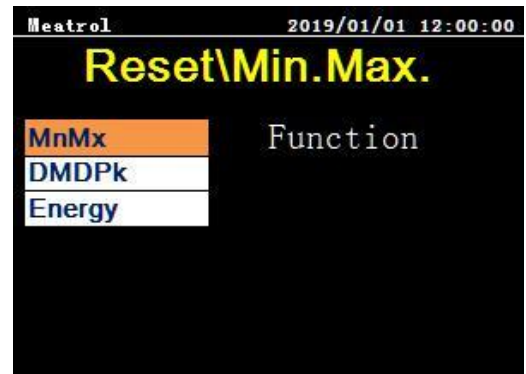 Meatrol 2019/01/01 12:00:00
Reset\Min.Max.
MnMx Function
DMDPk
Energy